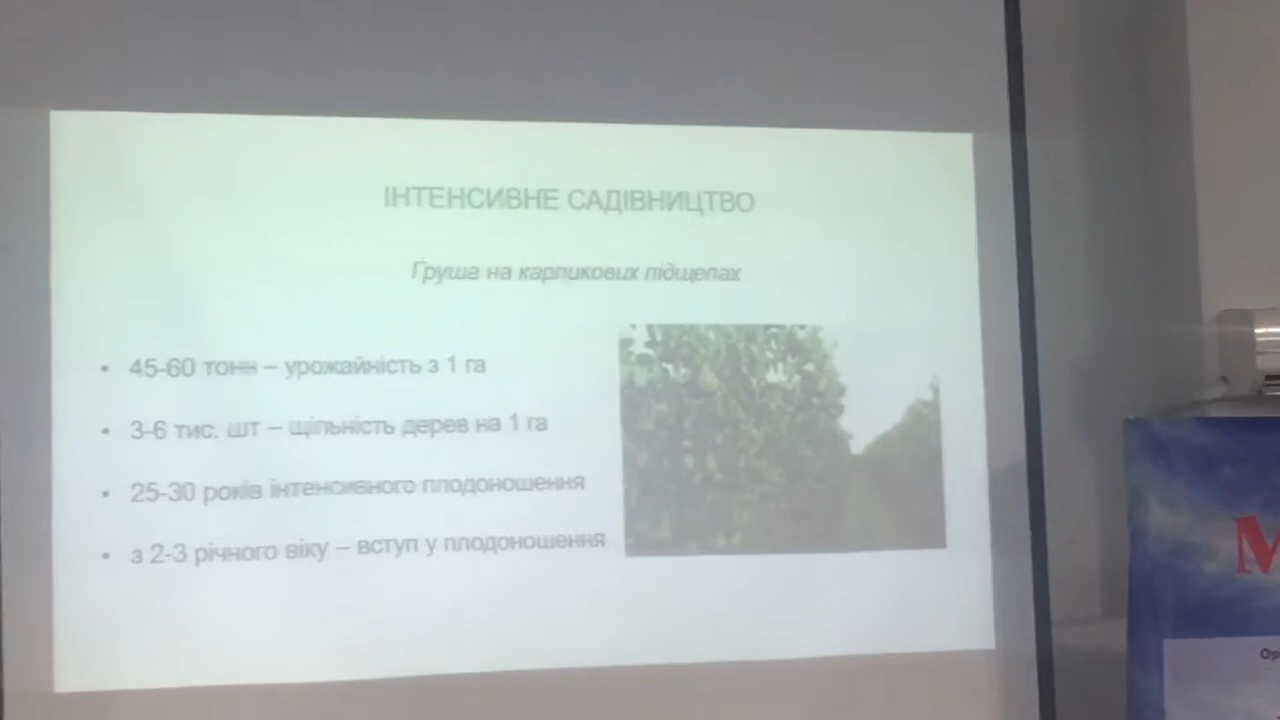 ІНТЕНСИВНЕ САДІВНИЦТВО
Груша на карликових підщепах
• 45-60 тонн – урожайність з 1 га
• 3-6 тис. шт – щільність дерев на 1 га
• 25-30 років інтенсивного плодоношення
• з 2-3 річного віку – вступ у плодоношення
М
Ор